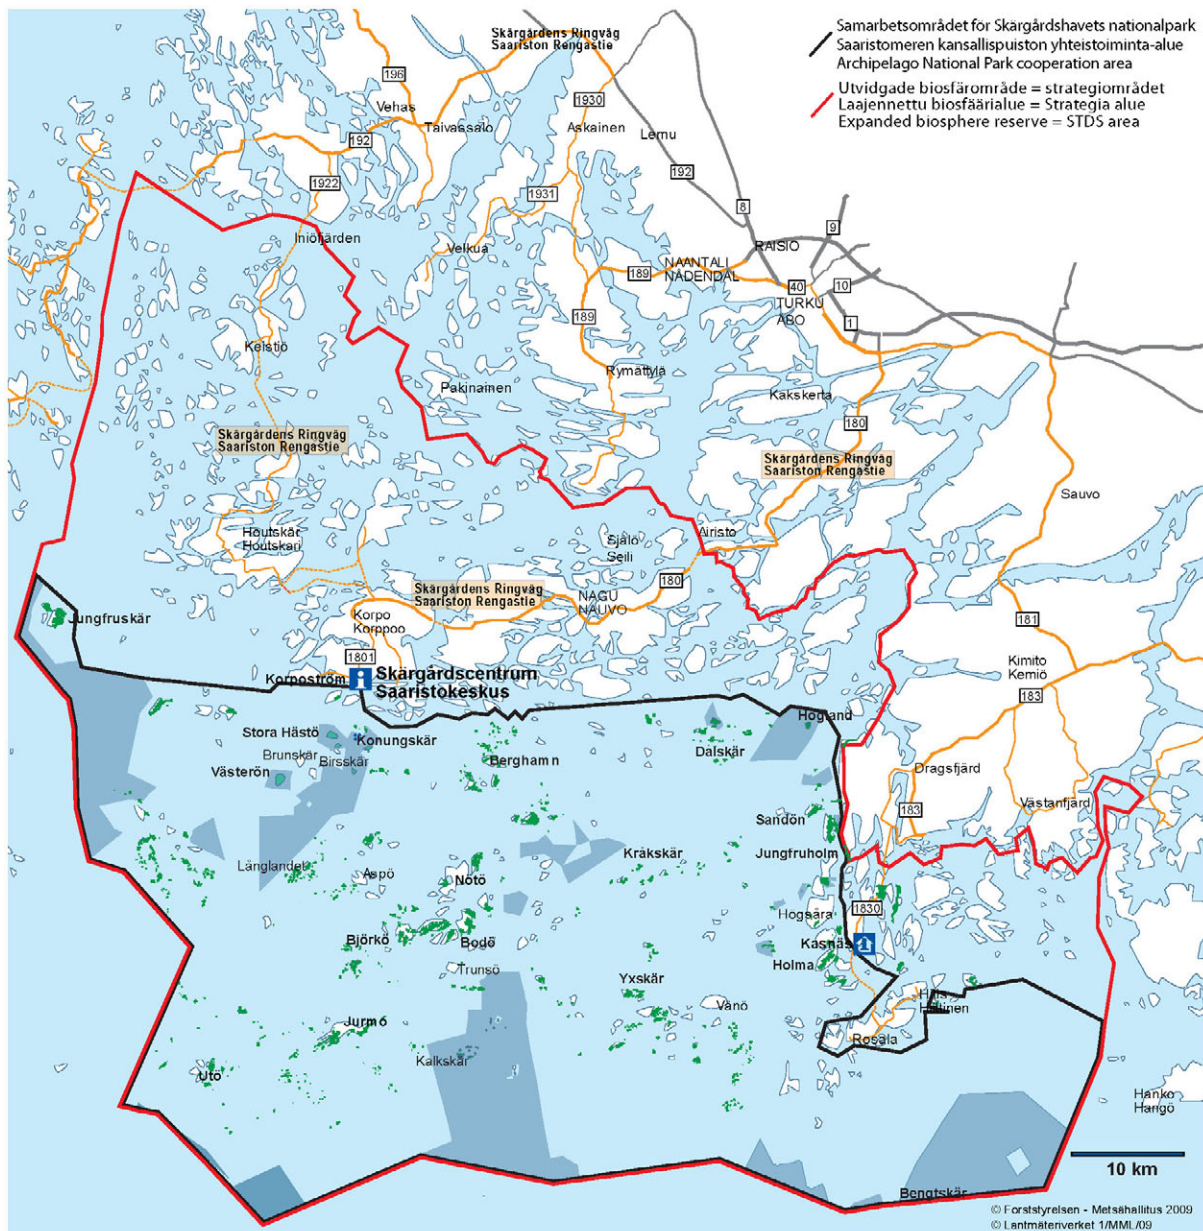 Samarbetsområdet för Skärgårdshavets nationalpark
Saaristomeren kansallispuiston yhteistoiminta-alue
Archipelago National Park cooperation area
Utvidgade biosfärområde = strategiområdet
Laajennettu biosfäärialue = Strategia alue
Expanded biosphere reserve = STDS area
Skärgårdens Ringväg
Saariston Rengastie
196
Vehas
1930
Taivassalo
Askainen
Lemu
192
192
1922
1931
8
9
Iniöfjärden
Velkua
RAISIO
NAANTALI
NÅDENDAL
189
40
10
TURKU
ÅBO
1
189
Keistiö
Rymättylä
Pakinainen
Kakskerta
180
Skärgårdens Ringväg
Saariston Rengastie
Skärgårdens Ringväg
Saariston Rengastie
Sauvo
Houtskär
Houtskari
Airisto
Själö
Seili
180
Skärgårdens Ringväg
Saariston Rengastie
NAGU
NAUVO
Jungfruskär
Korpo
Korppoo
181
1801
Kimito
Kemiö
Korpoström
Skärgårdscentrum
Saaristokeskus
183
Högland
Stora Hästö
Konungskär
Dalskär
Brunskär
Birsskär
Berghamn
Västerön
Dragsfjärd
Västanfjärd
183
Sandön
Jungfruholm
Kråkskär
Långlandet
Aspö
Nötö
Högsåra
1830
Björkö
Bodö
Kasnäs
Holma
Trunsö
Yxskär
Vänö
Hiittinen
Jurmo
Rosala
Kalkskär
Utö
Hanko
Hangö
10 km
Bengtskär
© Forststyrelsen - Metsähallitus 2009
© Lantmäteriverket 1/MML/09